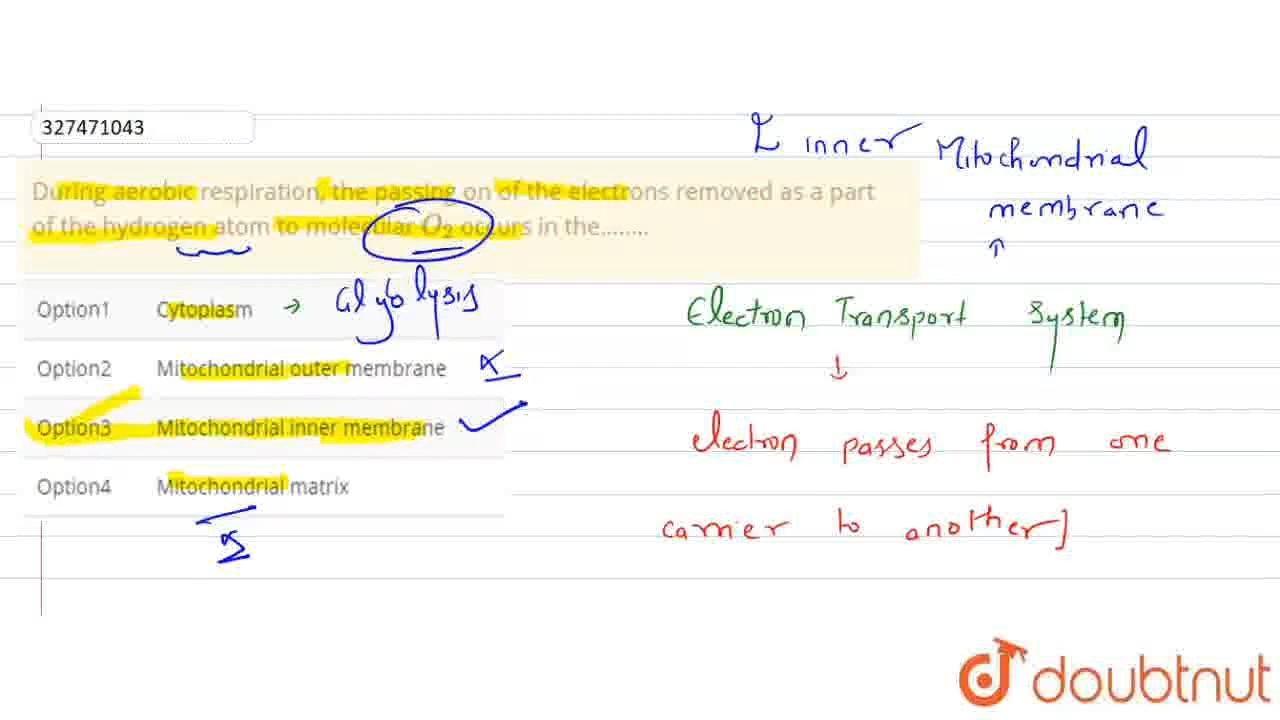 327471043
During aerobic respiration, the passing on of the electrons removed as a part
of the hydrogen atom to molecular O₂ occurs in the........
Option1 Cytoplasm → Glycolysis
Option2 Mitochondrial outer membrane
Option3 Mitochondrial inner membrane ✓
Option4 Mitochondrial matrix
inner Mitochondrial
membrane
↑
Electron Transport System
↓
electron passes from one
carrier to another]
doubtnut